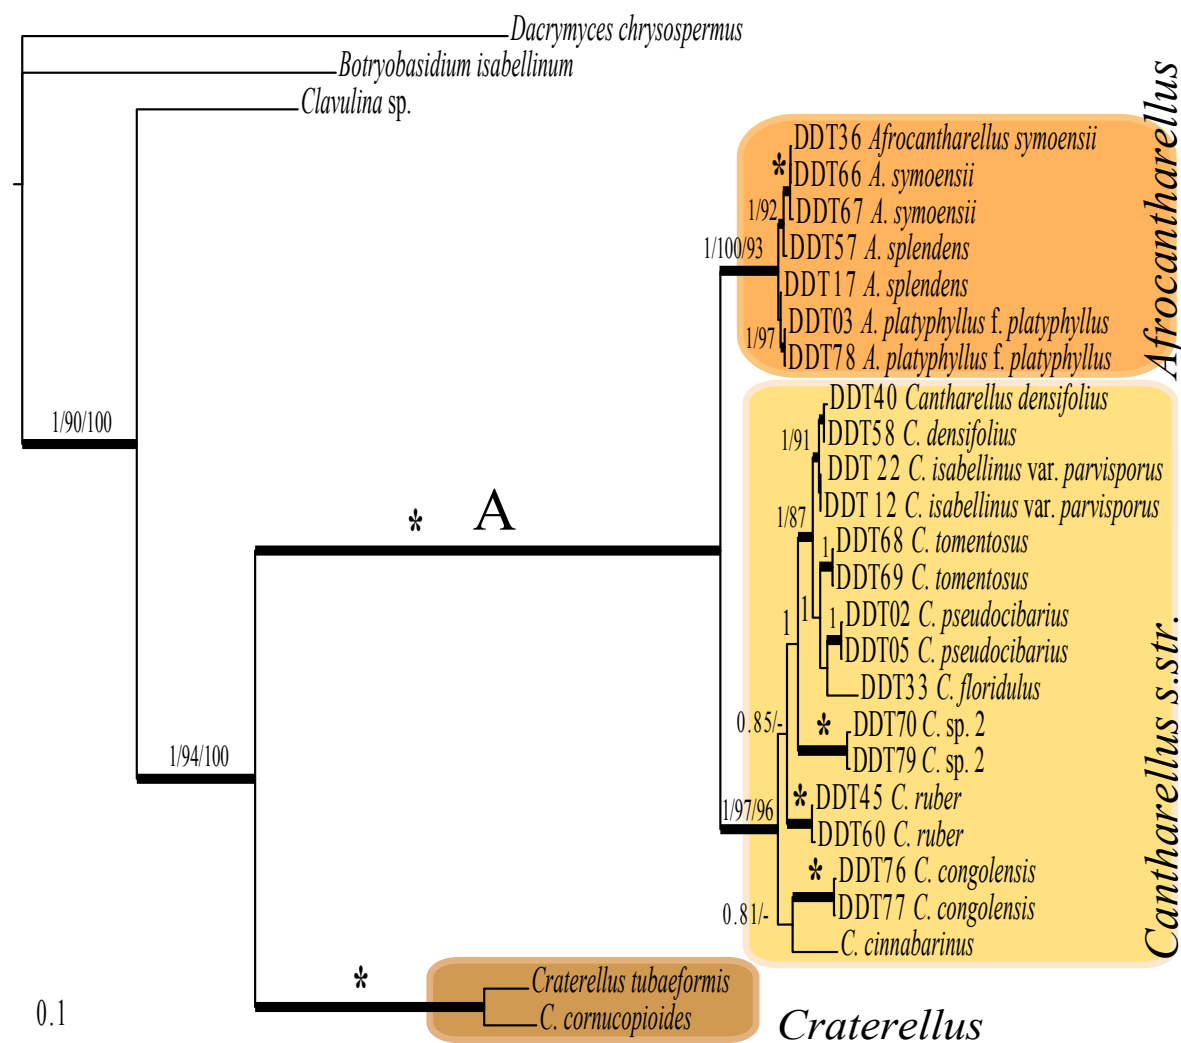 Dacrymyces chrysospermus
Botryobasidium isabellinum
Clavulina sp.
DDT36 Afrocantharellus symoensii
*
DDT66 A. symoensii
1/92
DDT67 A. symoensii
1/100/93
DDT57 A. splendens
DDT17 A. splendens
DDT03 A. platyphyllus f. platyphyllus
1/97
DDT78 A. platyphyllus f. platyphyllus
Afrocantharellus
DDT40 Cantharellus densifolius
1/90/100
1/91
DDT58 C. densifolius
DDT 22 C. isabellinus var. parvisporus
DDT 12 C. isabellinus var. parvisporus
* A
1/87
1
DDT68 C. tomentosus
DDT69 C. tomentosus
1
1
1
DDT02 C. pseudocibarius
DDT05 C. pseudocibarius
DDT33 C. floridulus
0.85/-
*
DDT70 C. sp. 2
1/94/100
DDT79 C. sp. 2
*
DDT45 C. ruber
1/97/96
DDT60 C. ruber
*
DDT76 C. congolensis
0.81/-
DDT77 C. congolensis
C. cinnabarinus
Cantharellus s.str.
*
Craterellus tubaeformis
C. cornucopioides
Craterellus
0.1